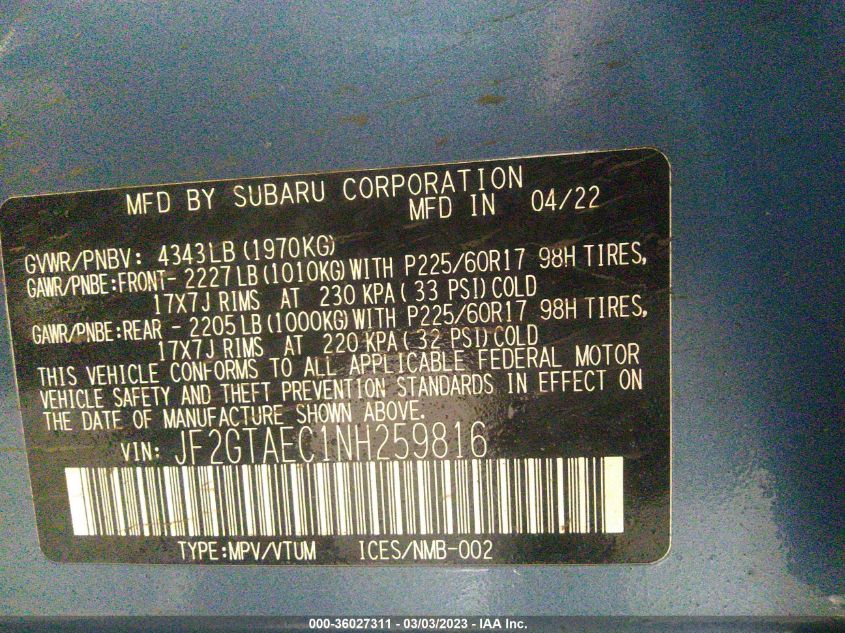 MFD BY SUBARU CORPORATION
MFD IN 04/22
GVWR/PNBV: 4343LB (1970KG)
GAWR/PNBE:FRONT- 2227 LB (1010KG) WITH P225/60R17 98H TIRES,
17X7J RIMS AT 230 KPA ( 33 PSI) COLD
GAWR/PNBE:REAR - 2205 LB (1000KG) WITH P225/60R17 98H TIRES,
17X7J RIMS AT 220 KPA ( 32 PSI) COLD
THIS VEHICLE CONFORMS TO ALL APPLICABLE FEDERAL MOTOR
VEHICLE SAFETY AND THEFT PREVENTION STANDARDS IN EFFECT ON
THE DATE OF MANUFACTURE SHOWN ABOVE.
VIN: JF2GTAEC1NH259816
TYPE:MPV/VTUM ICES/NMB-002
000-36027311 - 03/03/2023 - IAA Inc.